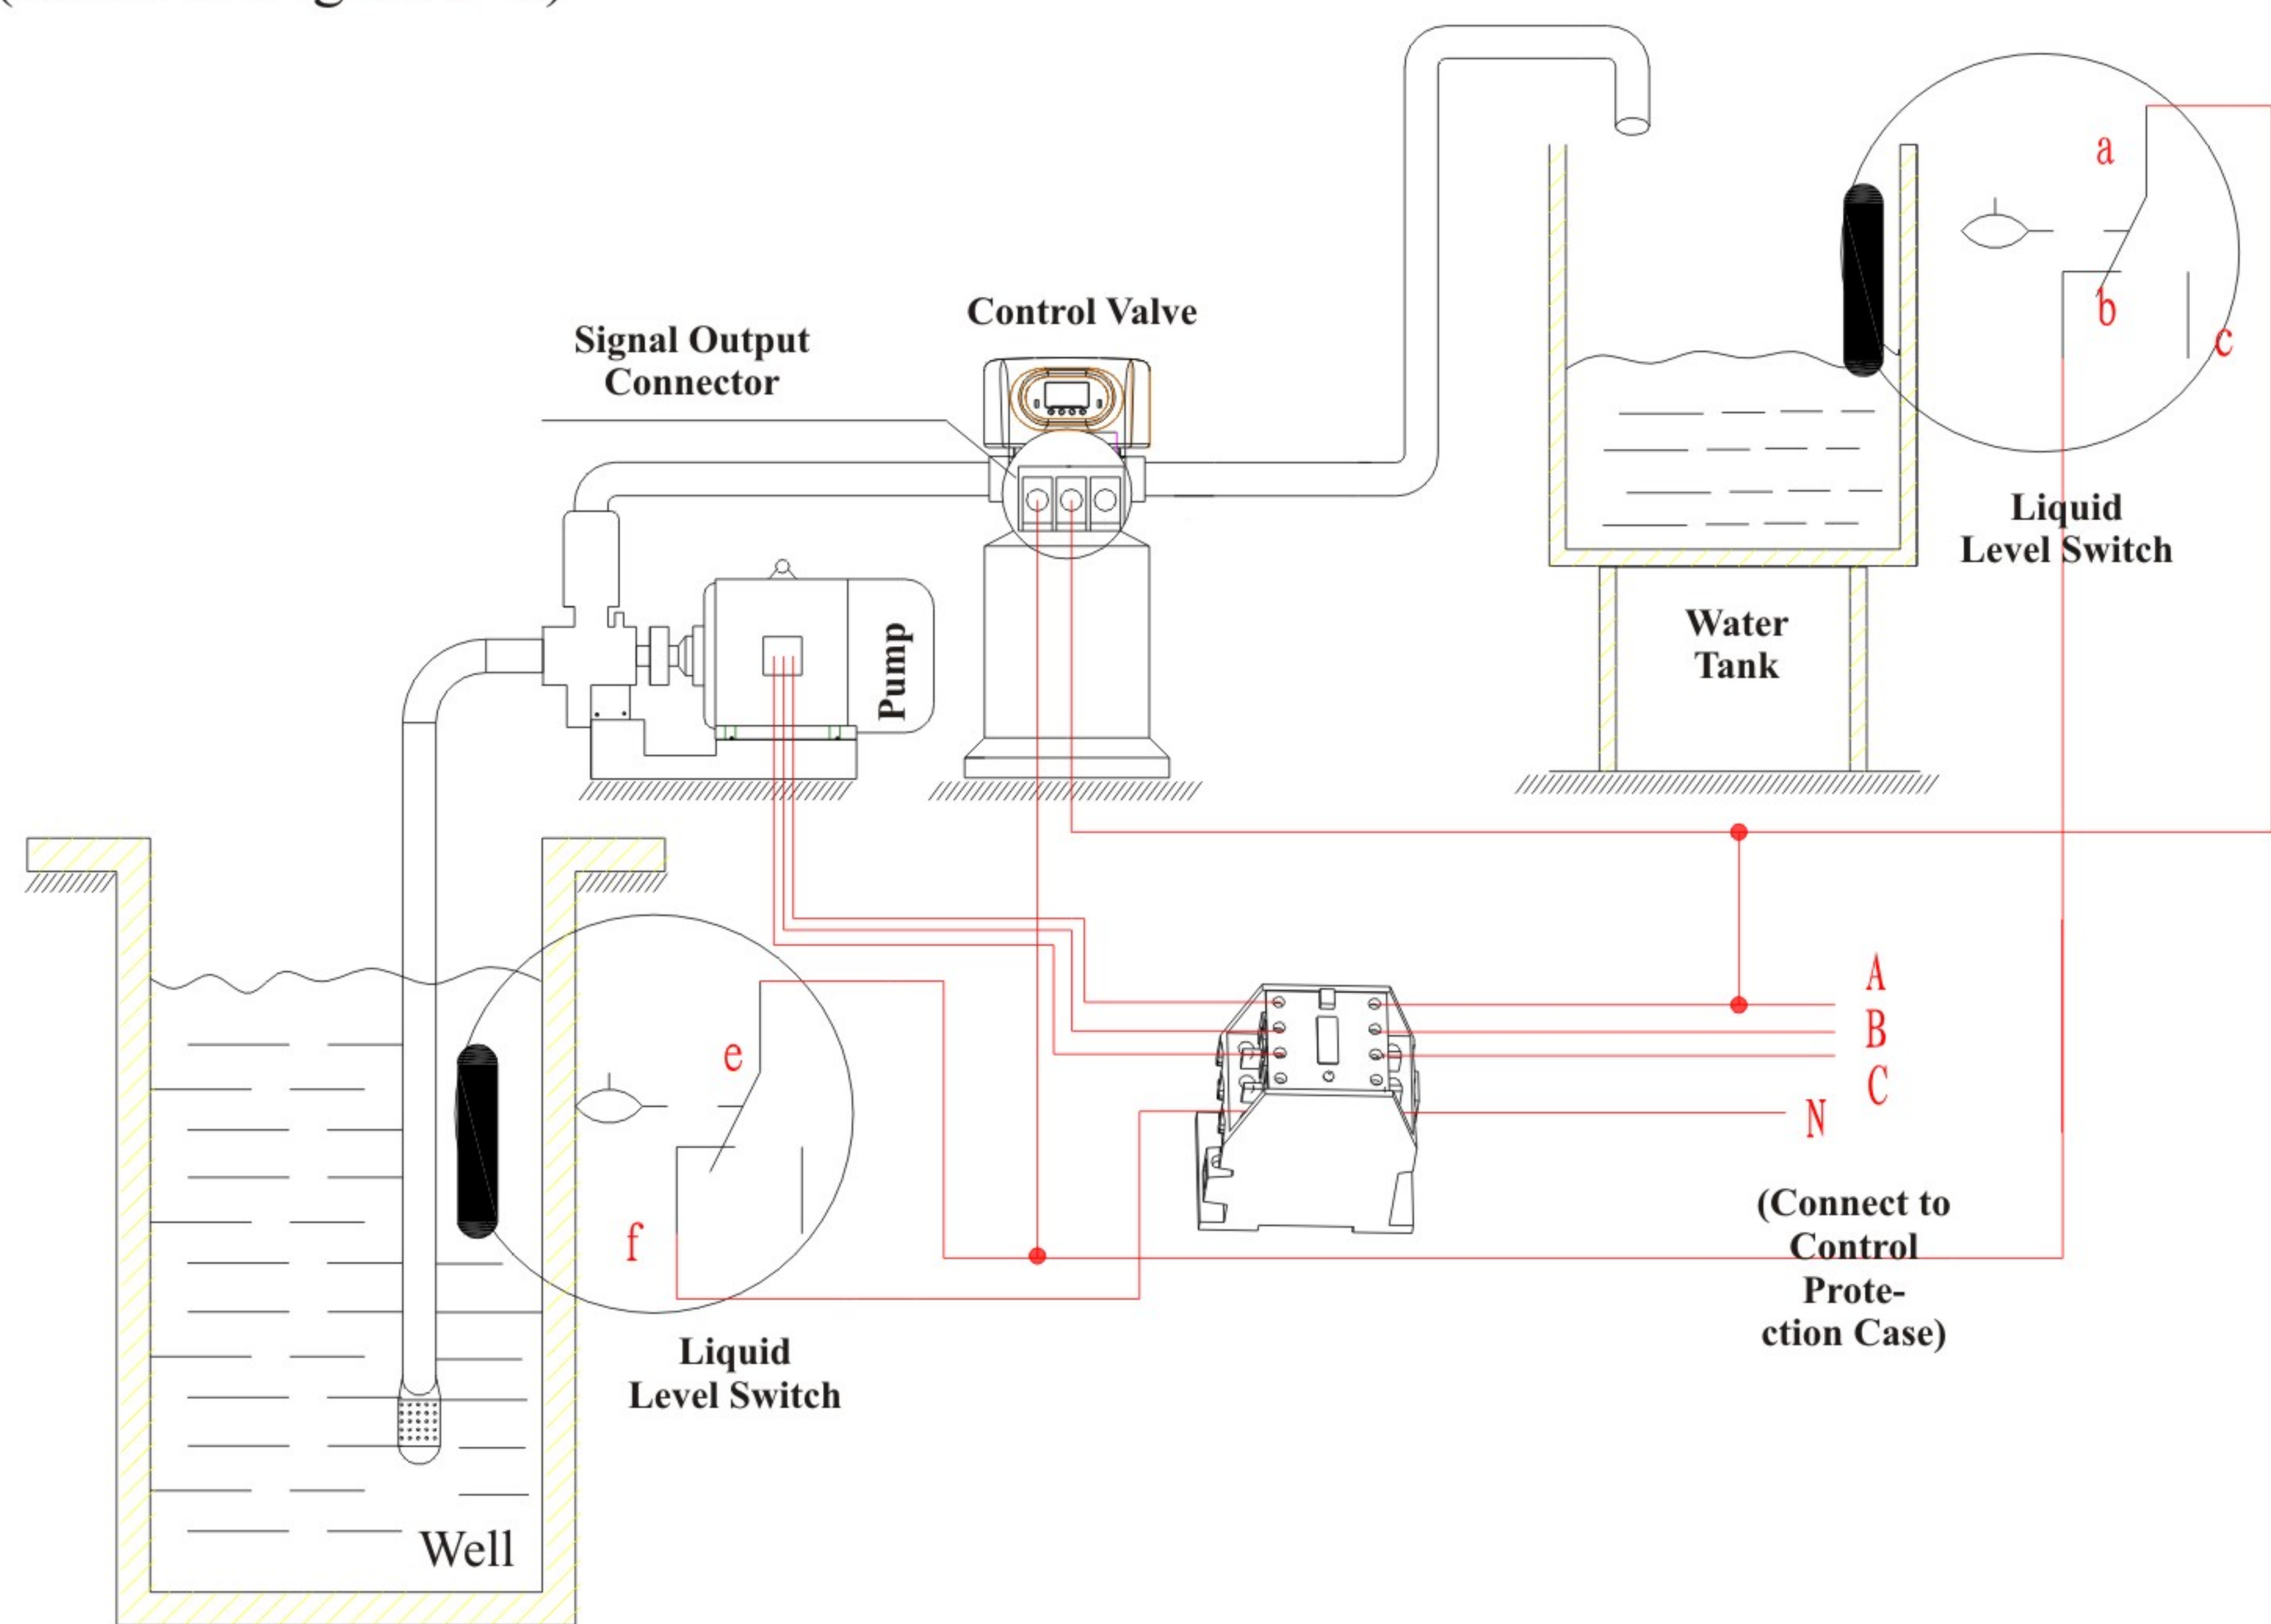 Control Valve
Signal Output
Connector
a
b
c
Liquid
Level Switch
Water
Tank
Pump
A
B
C
N
e
f
(Connect to
Control
Prote-
ction Case)
Liquid
Level Switch
Well